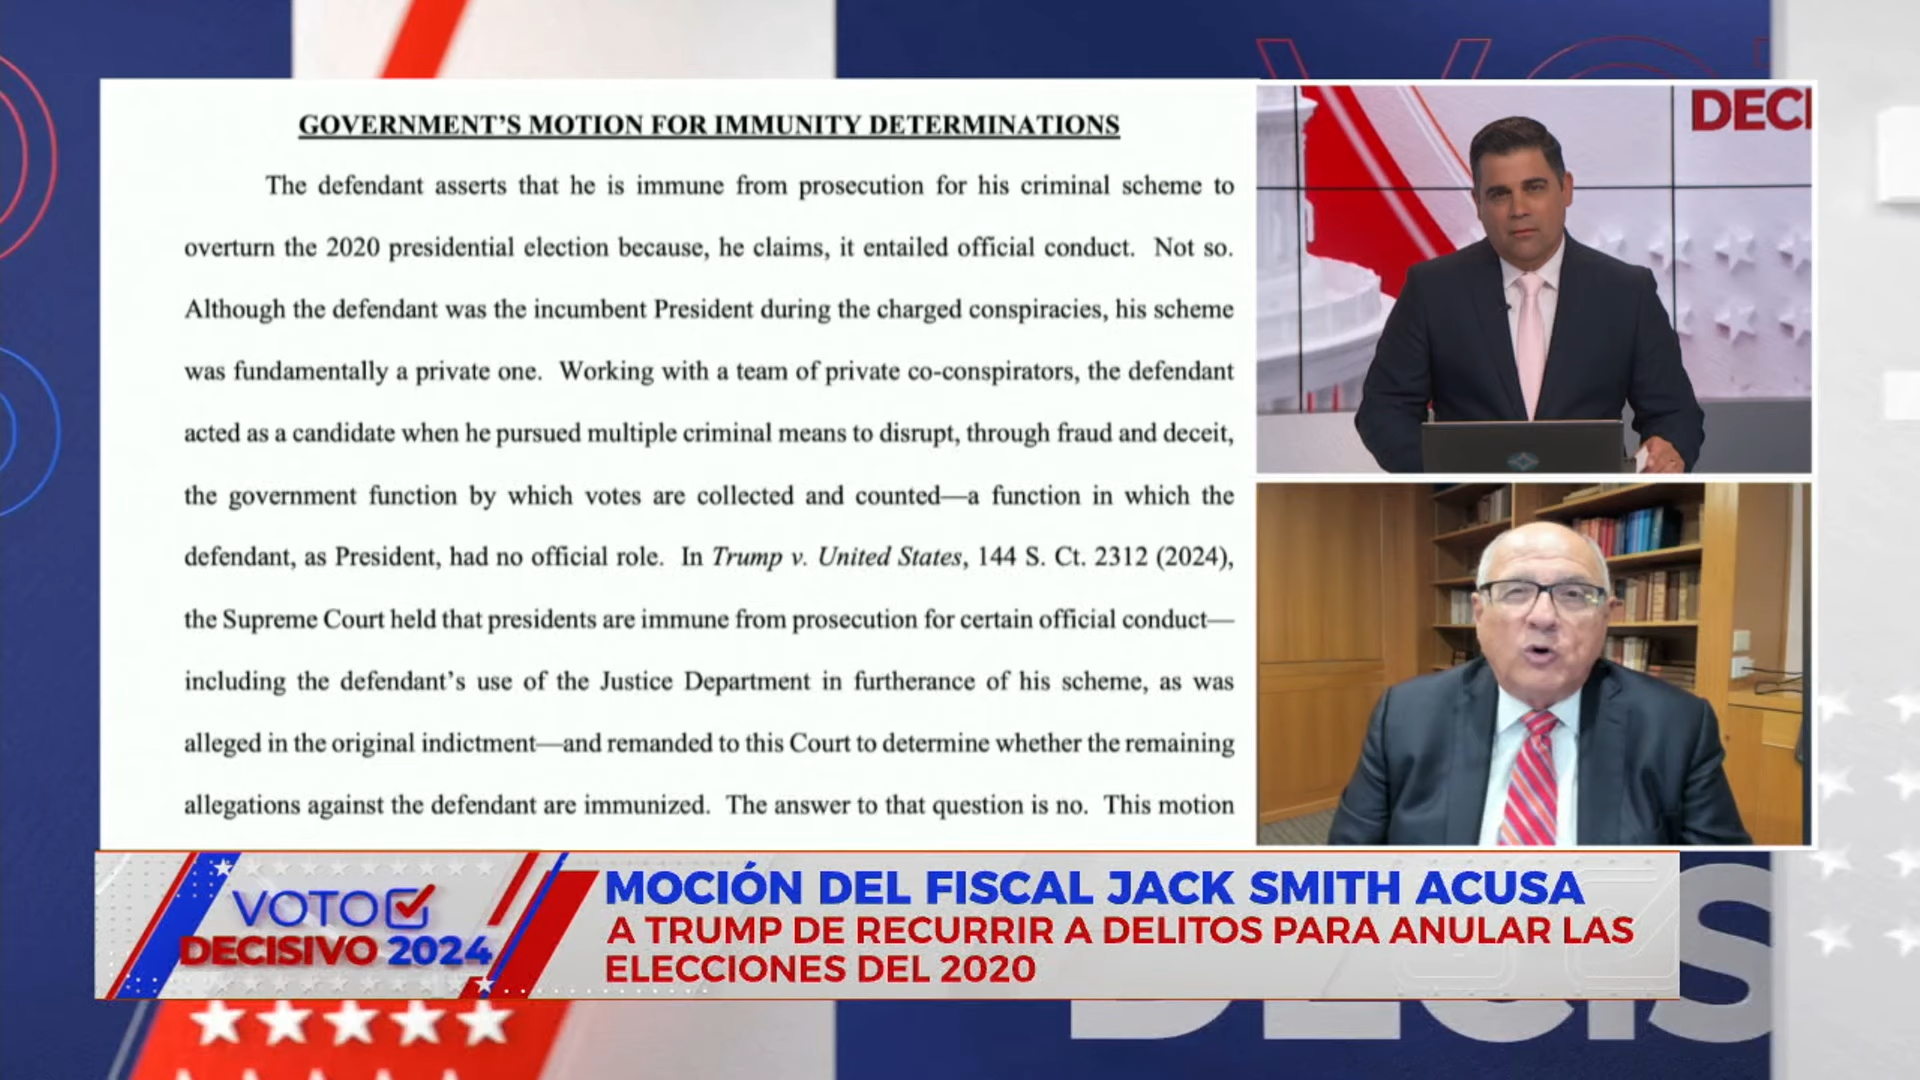 GOVERNMENT'S MOTION FOR IMMUNITY DETERMINATIONS
The defendant asserts that he is immune from prosecution for his criminal scheme to
overturn the 2020 presidential election because, he claims, it entailed official conduct. Not so.
Although the defendant was the incumbent President during the charged conspiracies, his scheme
was fundamentally a private one. Working with a team of private co-conspirators, the defendant
acted as a candidate when he pursued multiple criminal means to disrupt, through fraud and deceit,
the government function by which votes are collected and counted—a function in which the
defendant, as President, had no official role. In Trump v. United States, 144 S. Ct. 2312 (2024),
the Supreme Court held that presidents are immune from prosecution for certain official conduct—
including the defendant's use of the Justice Department in furtherance of his scheme, as was
alleged in the original indictment—and remanded to this Court to determine whether the remaining
allegations against the defendant are immunized. The answer to that question is no. This motion
DECI
VOTO
DECISIVO 2024
MOCIÓN DEL FISCAL JACK SMITH ACUSA
A TRUMP DE RECURRIR A DELITOS PARA ANULAR LAS
ELECCIONES DEL 2020
DECIS